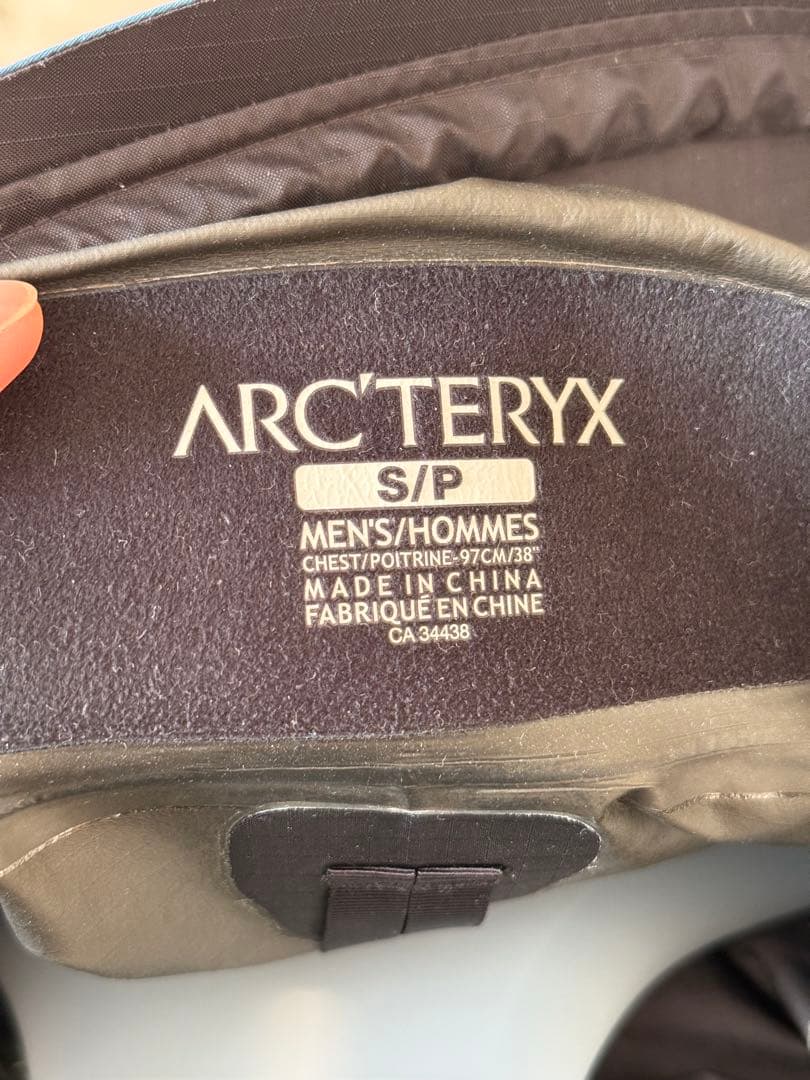 ARC'TERYX
S/P
MEN'S/HOMMES
CHEST/POITRINE-97CM/38"
MADE IN CHINA
FABRIQUÉ EN CHINE
CA 34438